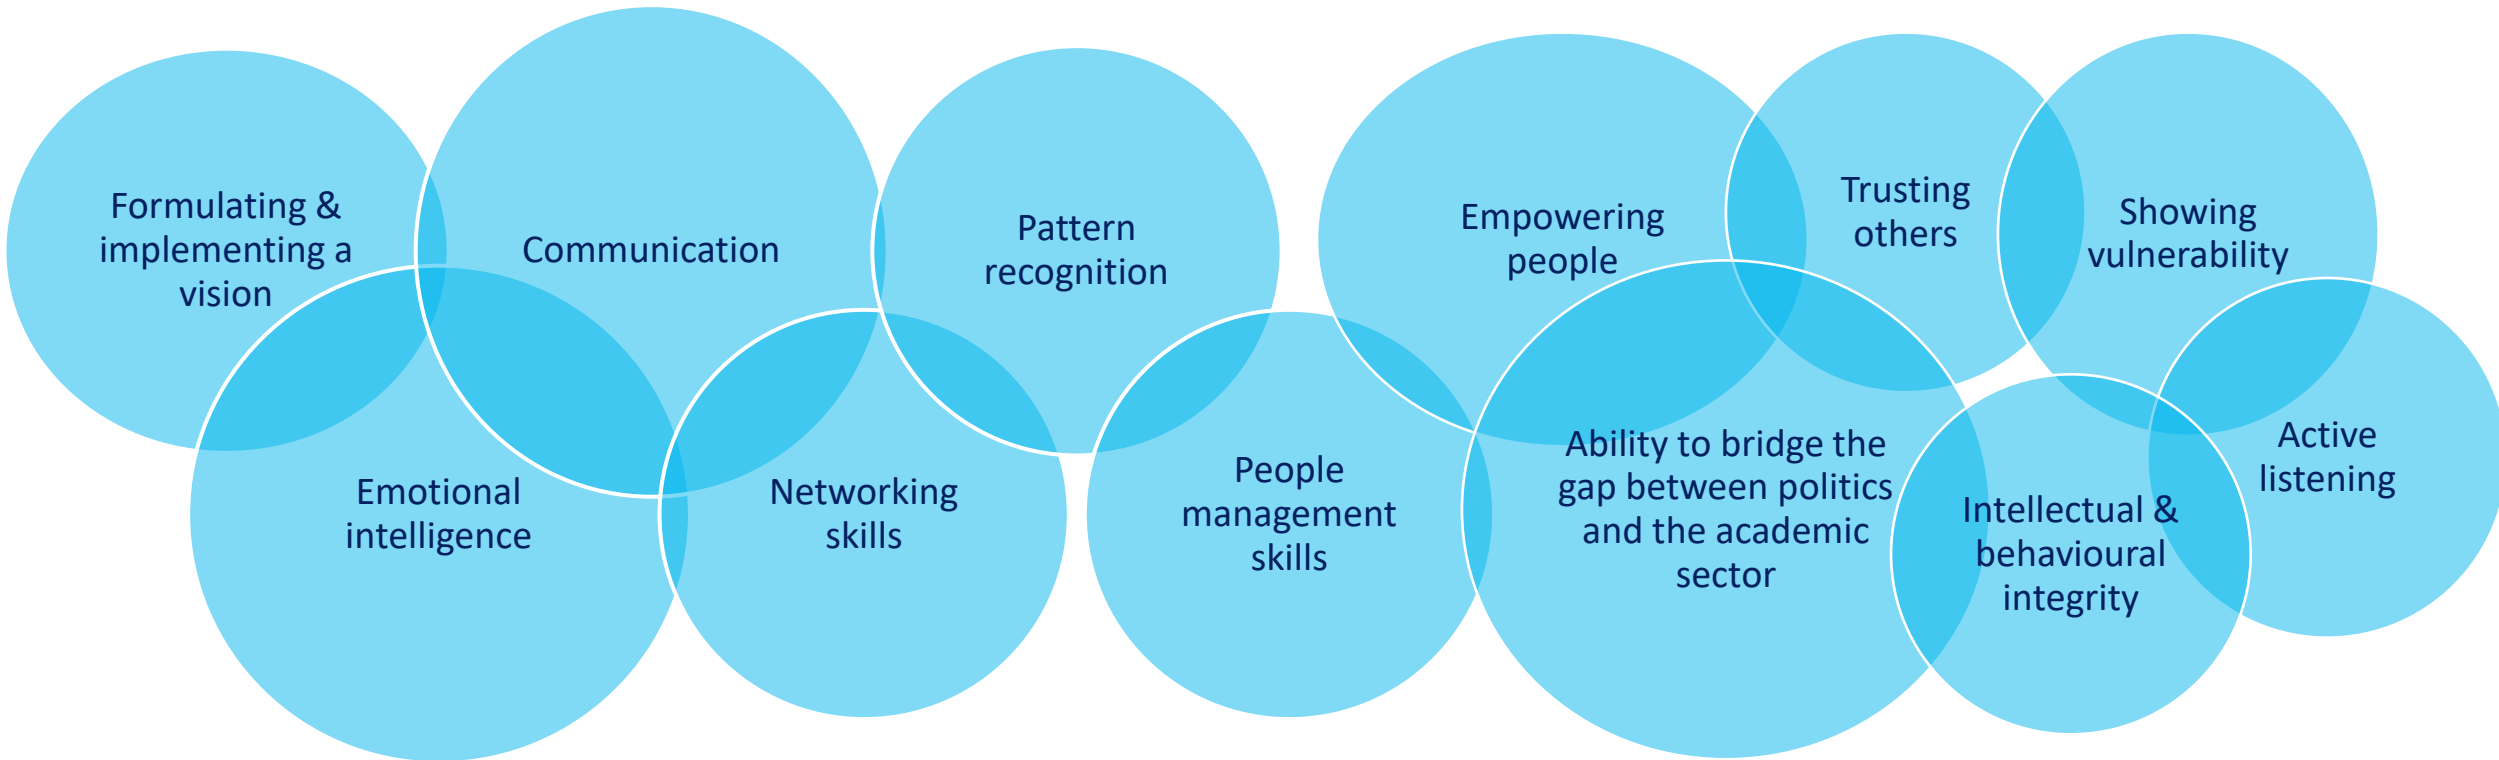 Formulating &
implementing a
vision
Communication
Pattern
recognition
Empowering
people
Trusting
others
Showing
vulnerability
Emotional
intelligence
Networking
skills
People
management
skills
Ability to bridge the
gap between politics
and the academic
sector
Intellectual &
behavioural
integrity
Active
listening